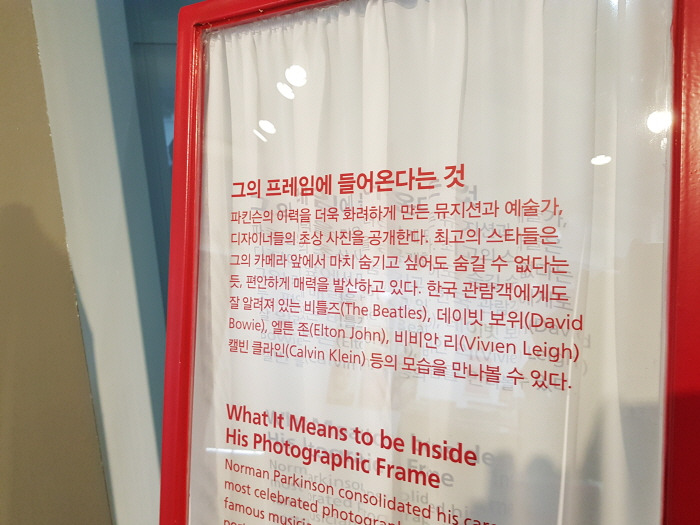 그의 프레임에 들어온다는 것
파킨슨의 이력을 더욱 화려하게 만든 뮤지션과 예술가,
디자이너들의 초상 사진을 공개한다. 최고의 스타들은
그의 카메라 앞에서 마치 숨기고 싶어도 숨길 수 없다는
듯, 편안하게 매력을 발산하고 있다. 한국 관람객에게도
잘 알려져 있는 비틀즈(The Beatles), 데이빗 보위(David
Bowie), 엘튼 존(Elton John), 비비안 리(Vivien Leigh)
캘빈 클라인(Calvin Klein) 등의 모습을 만나볼 수 있다.
What It Means to be Inside
His Photographic Frame
Norman Parkinson consolidated his
most celebrated
famous